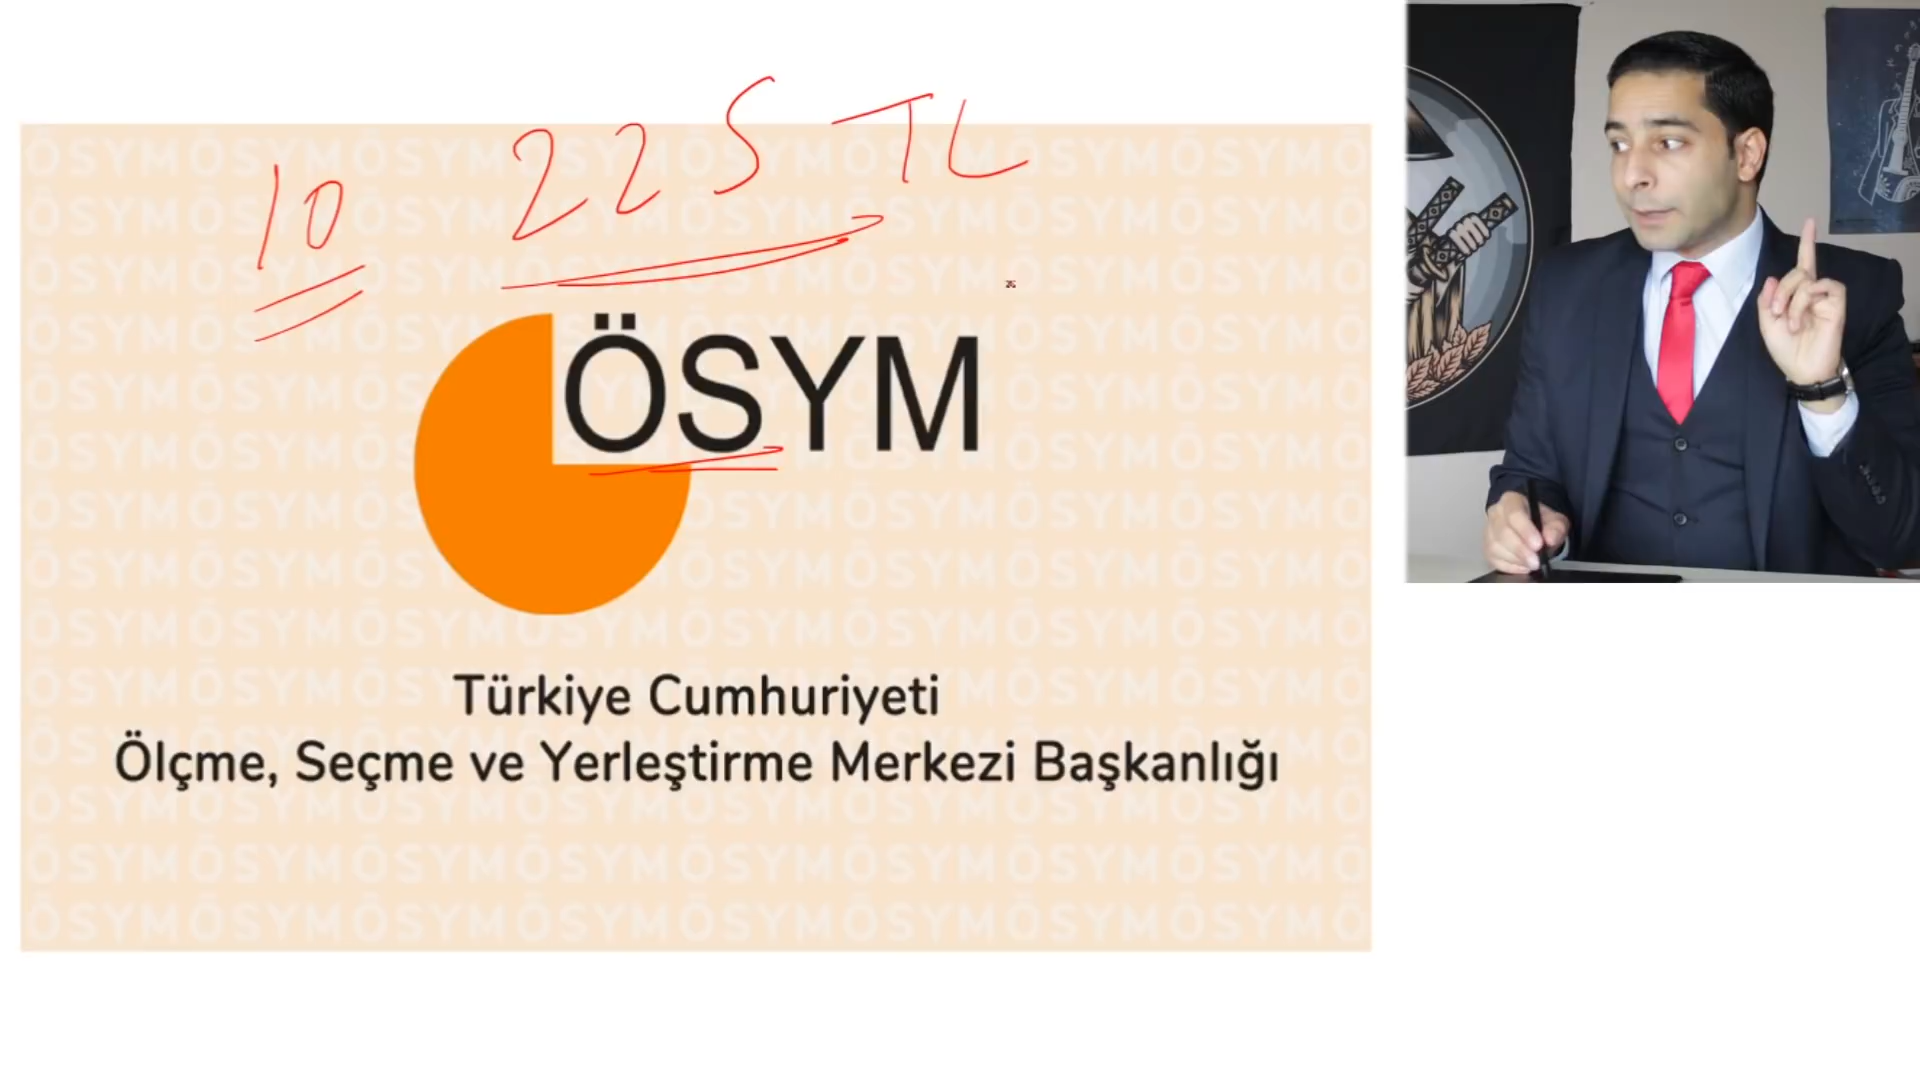 225 TL
10
ÖSYM
Türkiye Cumhuriyeti
Ölçme, Seçme ve Yerleştirme Merkezi Başkanlığı